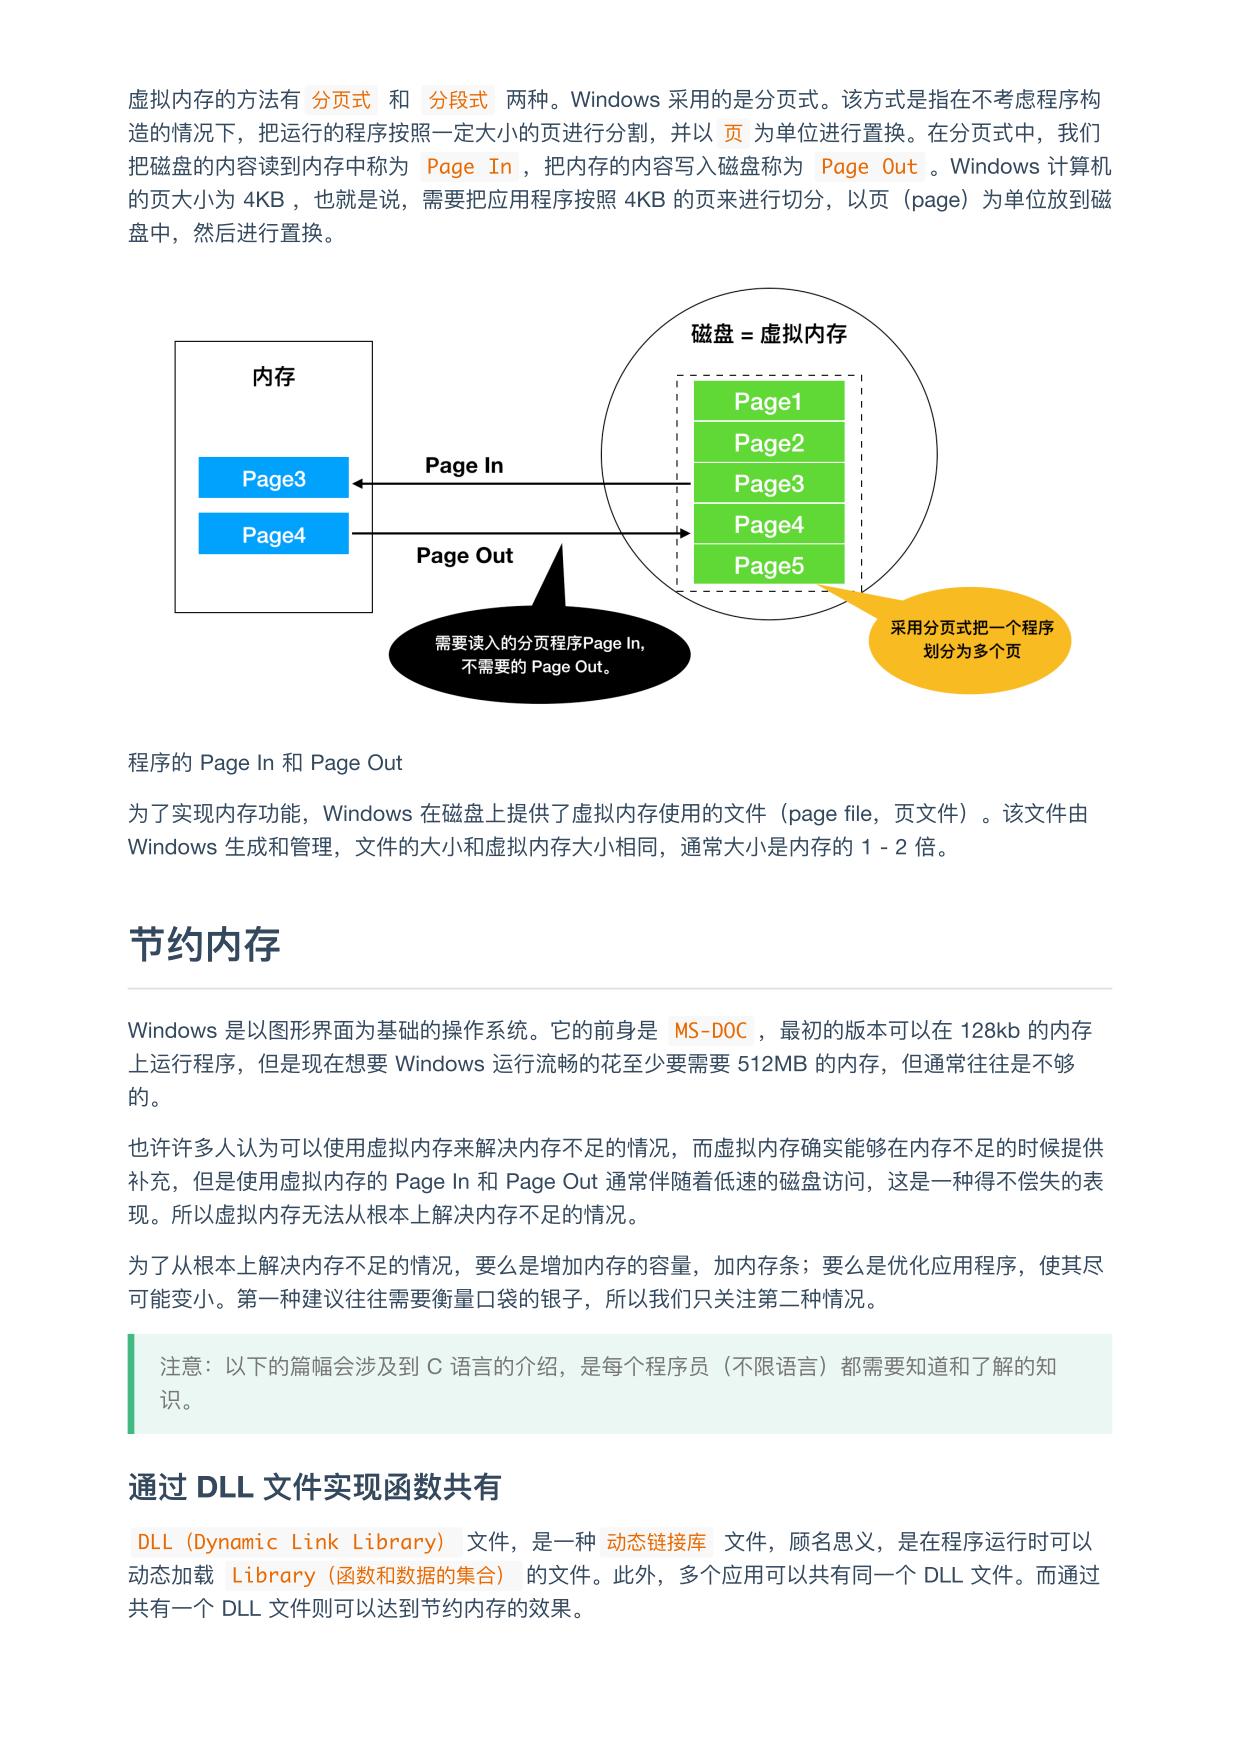 虚拟内存的方法有 分页式 和 分段式 两种。Windows 采用的是分页式。该方式是指在不考虑程序构
造的情况下，把运行的程序按照一定大小的页进行分割，并以 页 为单位进行置换。在分页式中，我们
把磁盘的内容读到内存中称为 Page In ，把内存的内容写入磁盘称为 Page Out 。Windows 计算机
的页大小为 4KB ，也就是说，需要把应用程序按照 4KB 的页来进行切分，以页（page）为单位放到磁
盘中，然后进行置换。
磁盘 = 虚拟内存
内存
Page1
Page2
Page3
Page4
Page5
Page In
Page3
Page4
Page Out
采用分页式把一个程序
划分为多个页
需要读入的分页程序Page In,
不需要的 Page Out。
程序的 Page In 和 Page Out
为了实现内存功能，Windows 在磁盘上提供了虚拟内存使用的文件（page file，页文件）。该文件由
Windows 生成和管理，文件的大小和虚拟内存大小相同，通常大小是内存的 1 - 2 倍。
节约内存
Windows 是以图形界面为基础的操作系统。它的前身是 MS-DOC ，最初的版本可以在 128kb 的内存
上运行程序，但是现在想要 Windows 运行流畅的花至少要需要 512MB 的内存，但通常往往是不够
的。
也许许多人认为可以使用虚拟内存来解决内存不足的情况，而虚拟内存确实能够在内存不足的时候提供
补充，但是使用虚拟内存的 Page In 和 Page Out 通常伴随着低速的磁盘访问，这是一种得不偿失的表
现。所以虚拟内存无法从根本上解决内存不足的情况。
为了从根本上解决内存不足的情况，要么是增加内存的容量，加内存条；要么是优化应用程序，使其尽
可能变小。第一种建议往往需要衡量口袋的银子，所以我们只关注第二种情况。
注意：以下的篇幅会涉及到 C 语言的介绍，是每个程序员（不限语言）都需要知道和了解的知
识。
通过 DLL 文件实现函数共有
DLL（Dynamic Link Library） 文件，是一种 动态链接库 文件，顾名思义，是在程序运行时可以
动态加载 Library（函数和数据的集合） 的文件。此外，多个应用可以共有同一个 DLL 文件。而通过
共有一个 DLL 文件则可以达到节约内存的效果。